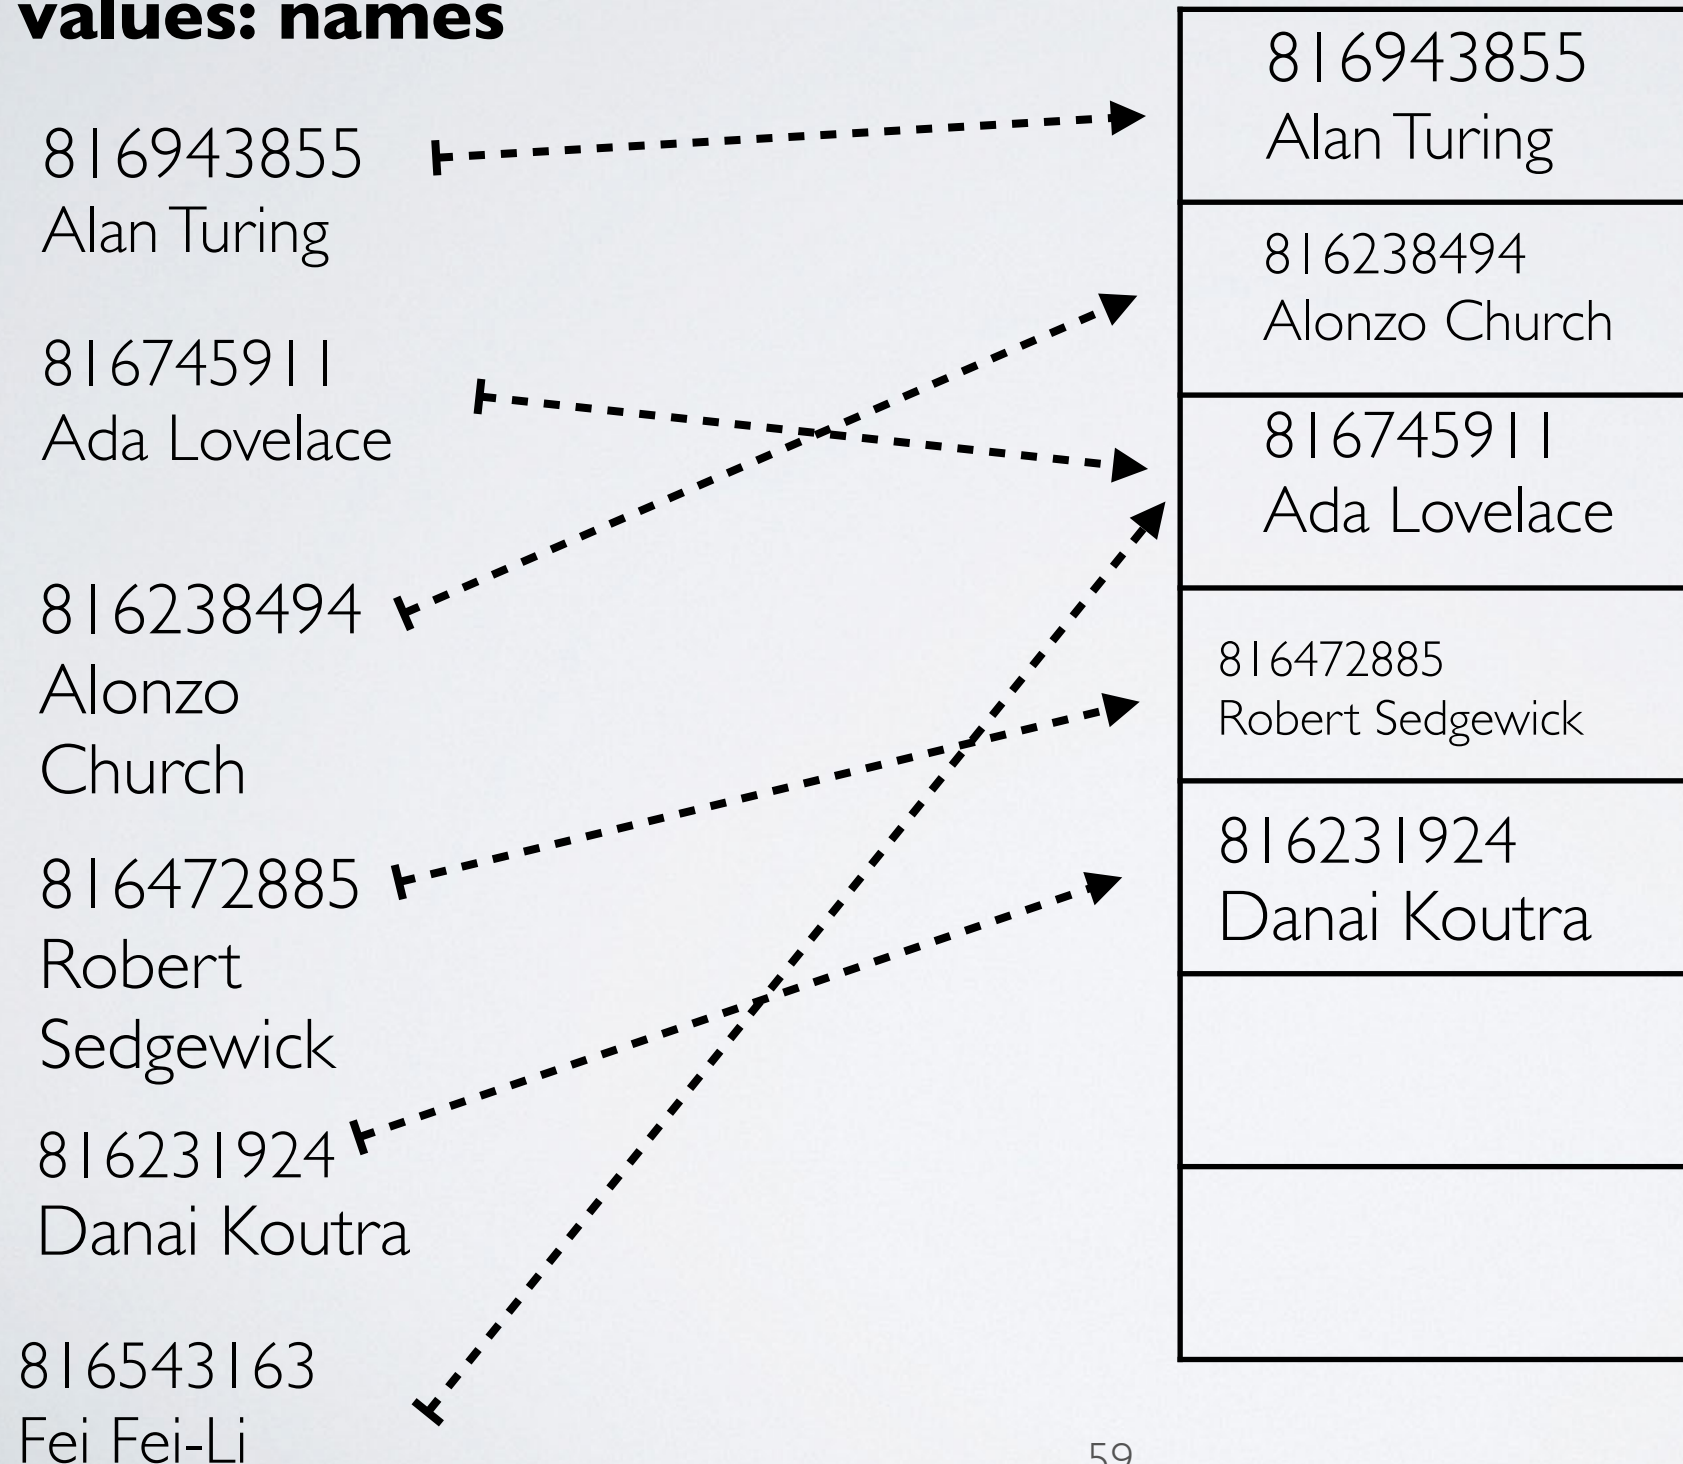 values: names
816943855
Alan Turing
816745911
Ada Lovelace
816238494
Alonzo
Church
816472885
Robert
Sedgewick
816231924
Danai Koutra
816543163
Fei Fei-Li
816943855
Alan Turing
816238494
Alonzo Church
816745911
Ada Lovelace
816472885
Robert Sedgewick
816231924
Danai Koutra
59